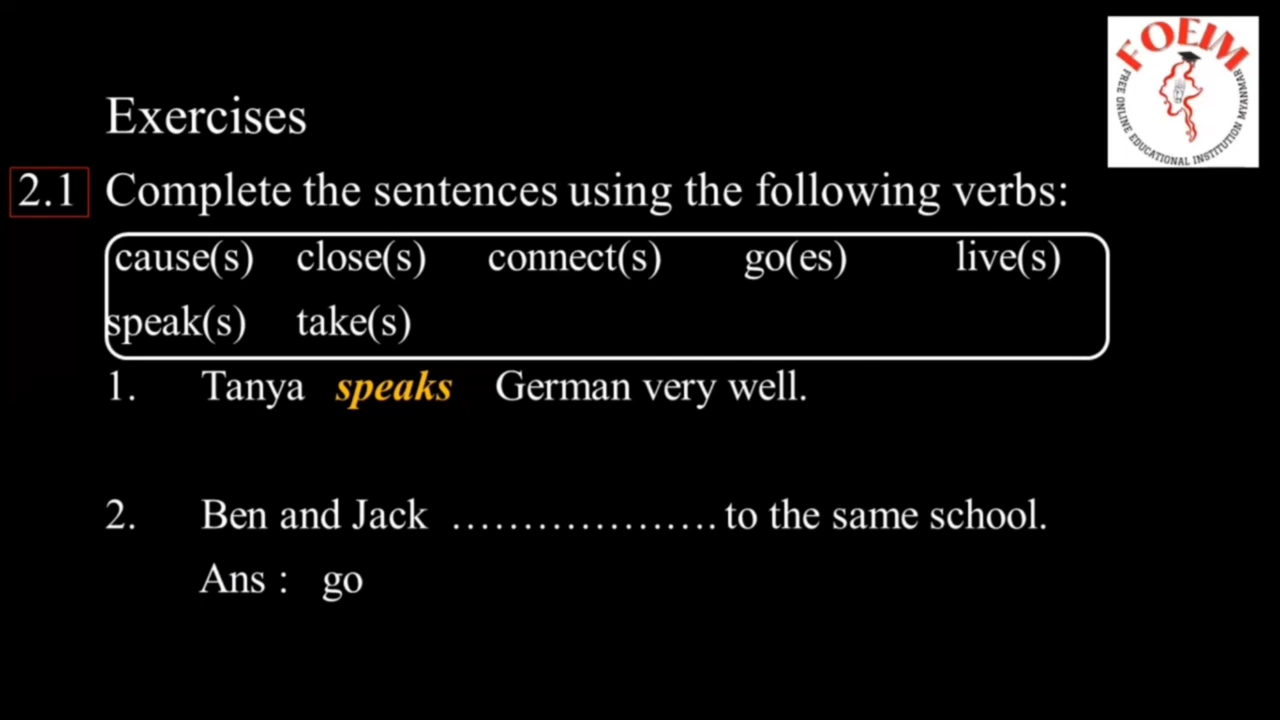 FOEIM
FREE ONLINE EDUCATIONAL INSTITUTION MYANMAR
Exercises
2.1 Complete the sentences using the following verbs:
cause(s) close(s) connect(s) go(es) live(s)
speak(s) take(s)
1. Tanya speaks German very well.
2. Ben and Jack ................... to the same school.
Ans : go